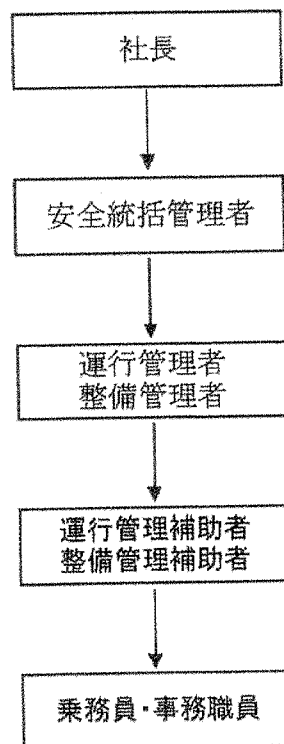 社長
安全統括管理者
運行管理者
整備管理者
運行管理補助者
整備管理補助者
乗務員・事務職員